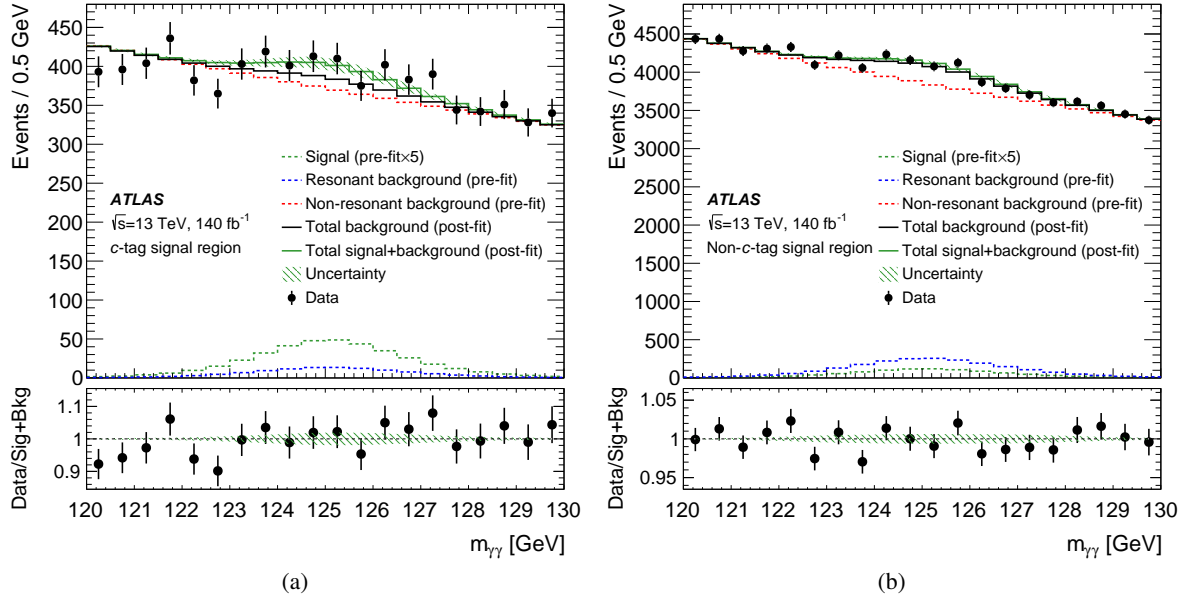 Events / 0.5 GeV
450
400
350
300
250
200
150
100
50
0
Signal (pre-fit×5)
Resonant background (pre-fit)
Non-resonant background (pre-fit)
Total background (post-fit)
Total signal+background (post-fit)
Uncertainty
Data
ATLAS
√s=13 TeV, 140 fb⁻¹
c-tag signal region
Data/Sig+Bkg
1.1
1
0.9
120 121 122 123 124 125 126 127 128 129 130
mγγ [GeV]
(a)
Events / 0.5 GeV
4500
4000
3500
3000
2500
2000
1500
1000
500
0
Signal (pre-fit×5)
Resonant background (pre-fit)
Non-resonant background (pre-fit)
Total background (post-fit)
Total signal+background (post-fit)
Uncertainty
Data
ATLAS
√s=13 TeV, 140 fb⁻¹
Non-c-tag signal region
Data/Sig+Bkg
1.05
1
0.95
120 121 122 123 124 125 126 127 128 129 130
mγγ [GeV]
(b)